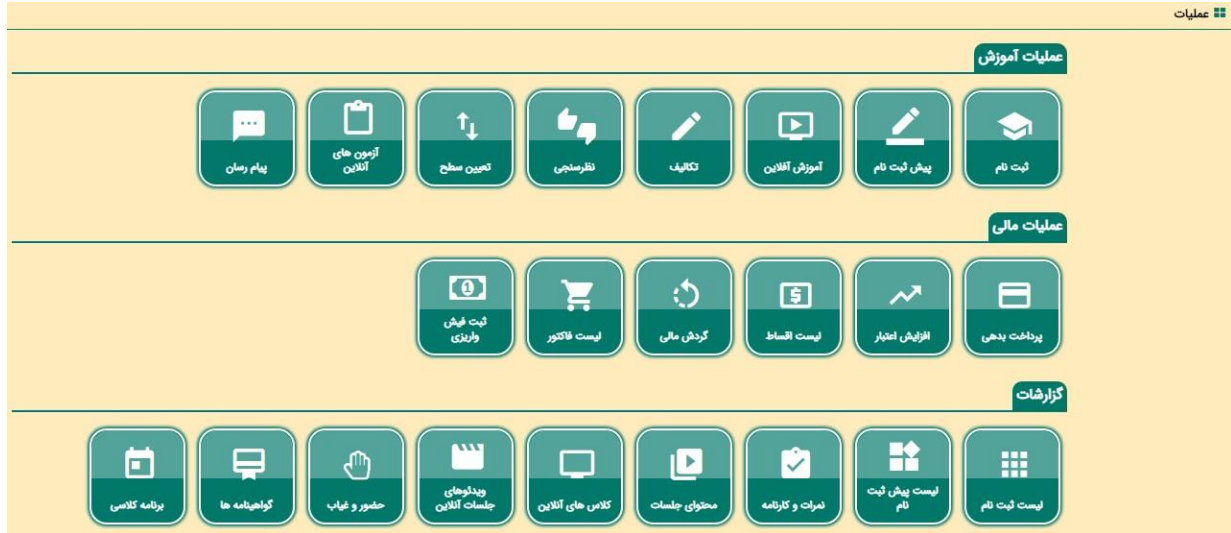 عملیات
عملیات آموزش
ثبت نام
پیش ثبت نام
آموزش آفلاین
تکالیف
نظرسنجی
تعیین سطح
آزمون های
آنلاین
پیام رسان
عملیات مالی
پرداخت بدهی
افزایش اعتبار
لیست اقساط
گردش مالی
لیست فاکتور
ثبت فیش
واریزی
گزارشات
لیست ثبت نام
لیست پیش ثبت
نام
نمرات و کارنامه
محتوای جلسات
کلاس های آنلاین
ویدئوهای
جلسات آنلاین
حضور و غیاب
گواهینامه ها
برنامه کلاسی